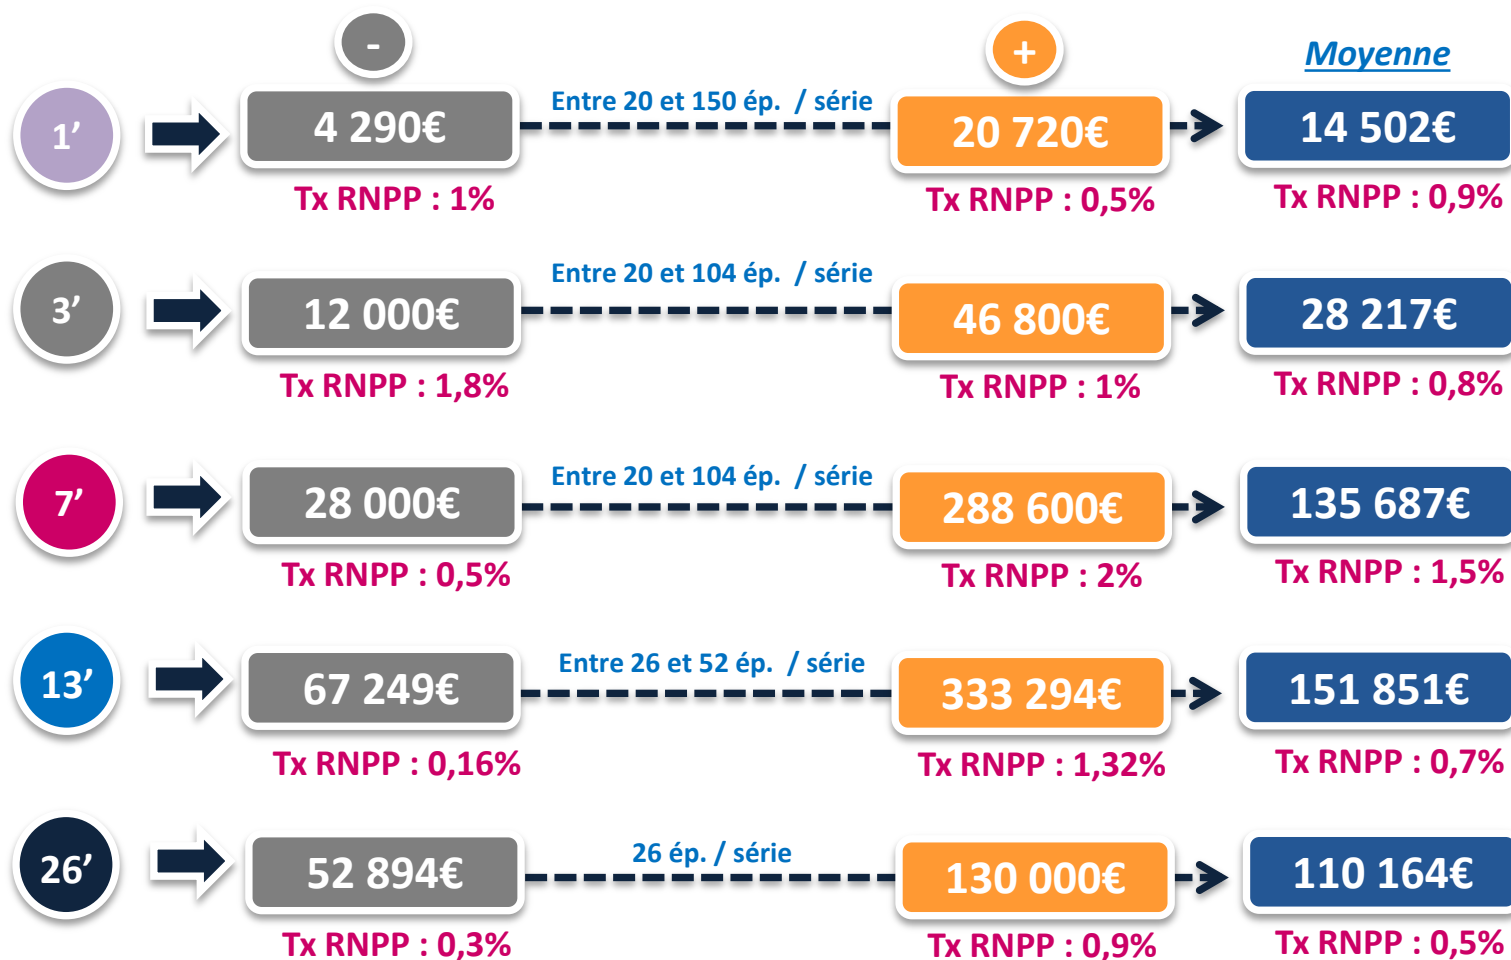 -
+
Moyenne
1’
4 290€
Entre 20 et 150 ép. / série
20 720€
14 502€
Tx RNPP : 1%
Tx RNPP : 0,5%
Tx RNPP : 0,9%
3’
12 000€
Entre 20 et 104 ép. / série
46 800€
28 217€
Tx RNPP : 1,8%
Tx RNPP : 1%
Tx RNPP : 0,8%
7’
28 000€
Entre 20 et 104 ép. / série
288 600€
135 687€
Tx RNPP : 0,5%
Tx RNPP : 2%
Tx RNPP : 1,5%
13’
67 249€
Entre 26 et 52 ép. / série
333 294€
151 851€
Tx RNPP : 0,16%
Tx RNPP : 1,32%
Tx RNPP : 0,7%
26’
52 894€
26 ép. / série
130 000€
110 164€
Tx RNPP : 0,3%
Tx RNPP : 0,9%
Tx RNPP : 0,5%